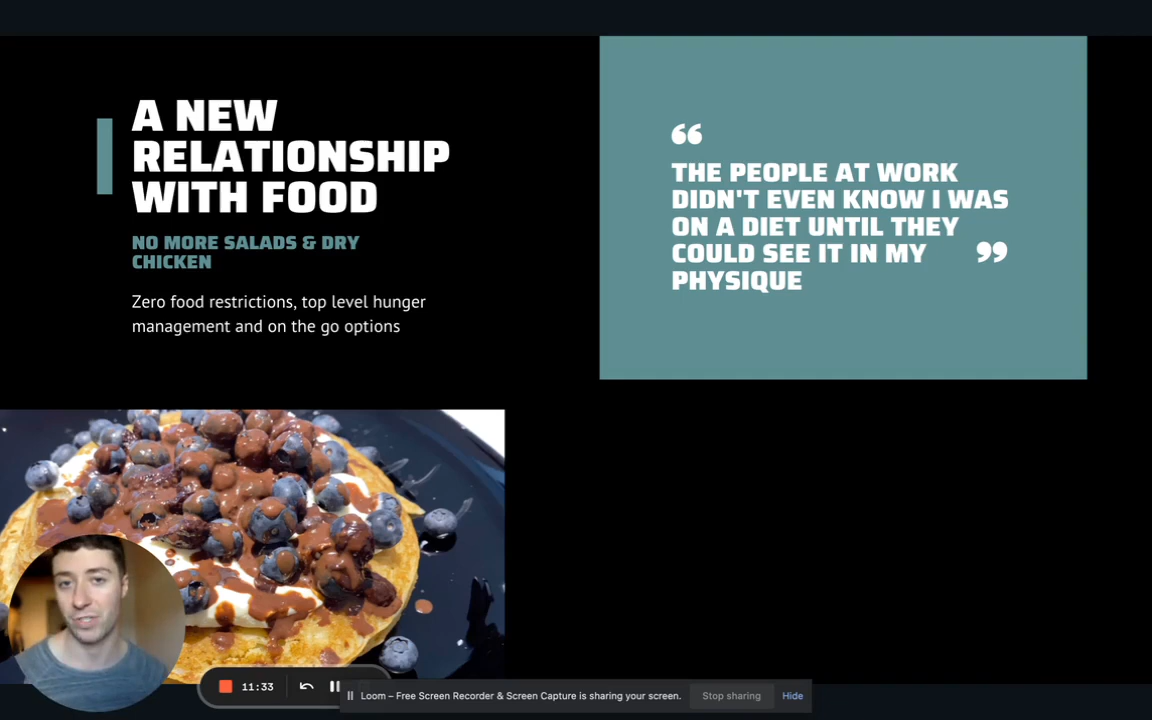 A NEW
RELATIONSHIP
WITH FOOD
NO MORE SALADS & DRY
CHICKEN
Zero food restrictions, top level hunger
management and on the go options
❝
THE PEOPLE AT WORK
DIDN'T EVEN KNOW I WAS
ON A DIET UNTIL THEY
COULD SEE IT IN MY ❞
PHYSIQUE
11:33
Loom – Free Screen Recorder & Screen Capture is sharing your screen.
Stop sharing
Hide